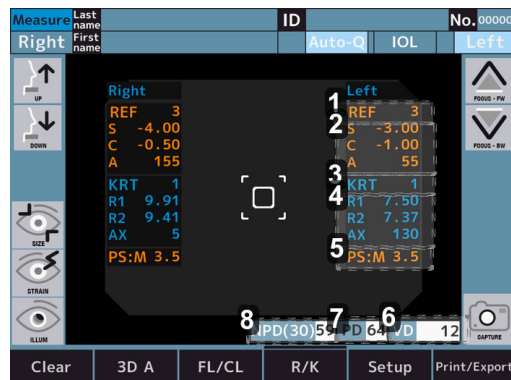 Measure Last name ID No. 00000
Right First name Auto-Q IOL Left
UP
FOCUS - FW
DOWN
FOCUS - BW
Right Left
1
REF 3 REF 3
2
S -4.00 S -3.00
C -0.50 C -1.00
A 155 A 55
3
KRT 1 KRT 1
4
R1 9.91 R1 7.50
R2 9.41 R2 7.37
AX 5 AX 130
5
PS:M 3.5 PS:M 3.5
SIZE
STRAIN
8 7 6
NPD(30) 59 PD 64 VD 12
ILLUM
CAPTURE
Clear 3D A FL/CL R/K Setup Print/Export